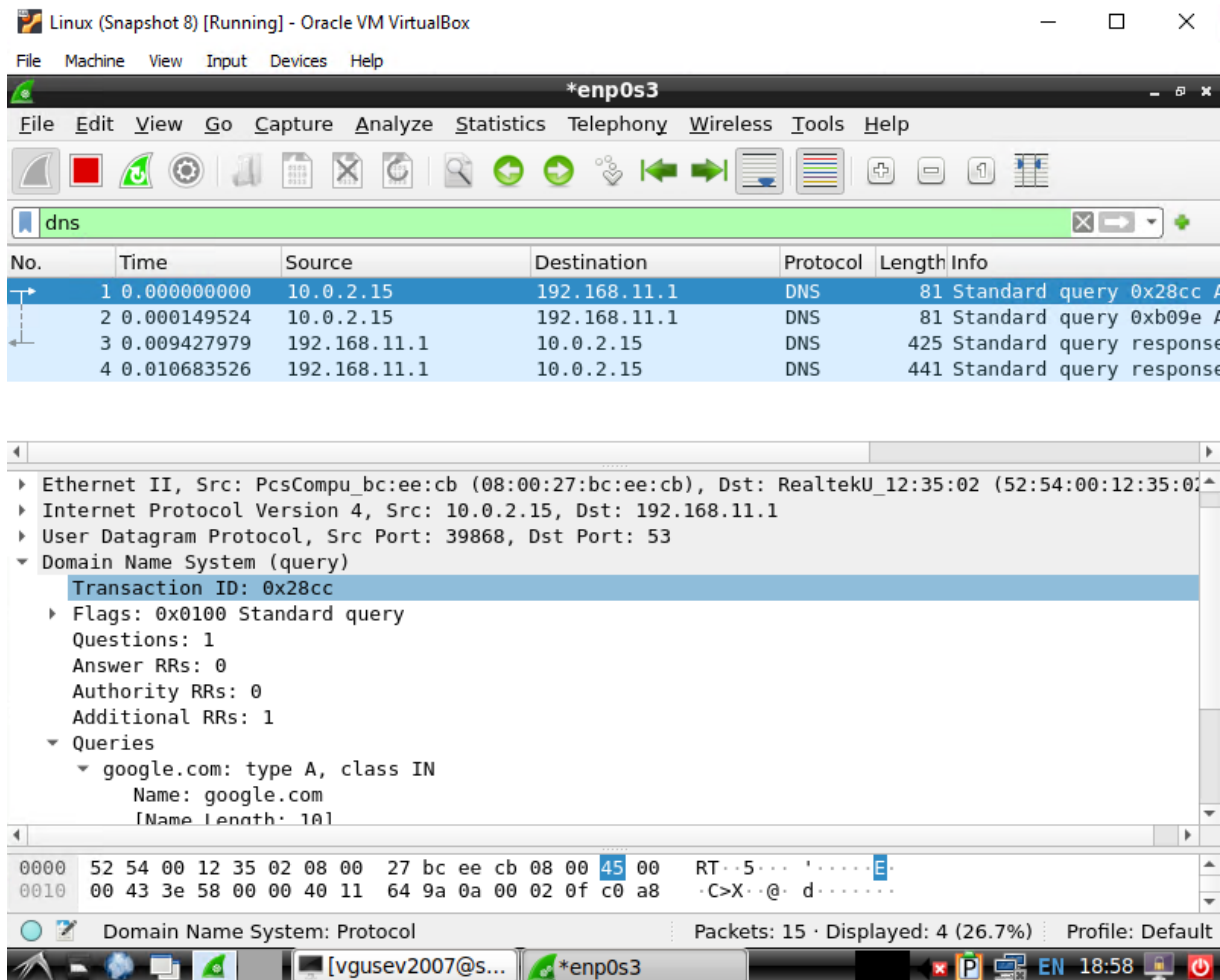 Linux (Snapshot 8) [Running] - Oracle VM VirtualBox
File Machine View Input Devices Help
*enp0s3
File Edit View Go Capture Analyze Statistics Telephony Wireless Tools Help
dns
No. Time Source Destination Protocol Length Info
1 0.000000000 10.0.2.15 192.168.11.1 DNS 81 Standard query 0x28cc A
2 0.000149524 10.0.2.15 192.168.11.1 DNS 81 Standard query 0xb09e A
3 0.009427979 192.168.11.1 10.0.2.15 DNS 425 Standard query response
4 0.010683526 192.168.11.1 10.0.2.15 DNS 441 Standard query response
Ethernet II, Src: PcsCompu_bc:ee:cb (08:00:27:bc:ee:cb), Dst: RealtekU_12:35:02 (52:54:00:12:35:02
Internet Protocol Version 4, Src: 10.0.2.15, Dst: 192.168.11.1
User Datagram Protocol, Src Port: 39868, Dst Port: 53
Domain Name System (query)
Transaction ID: 0x28cc
Flags: 0x0100 Standard query
Questions: 1
Answer RRs: 0
Authority RRs: 0
Additional RRs: 1
Queries
google.com: type A, class IN
Name: google.com
[Name Length: 10]
0000 52 54 00 12 35 02 08 00 27 bc ee cb 08 00 45 00 RT··5··· '·····E·
0010 00 43 3e 58 00 00 40 11 64 9a 0a 00 02 0f c0 a8 ·C>X··@· d·······
Domain Name System: Protocol Packets: 15 · Displayed: 4 (26.7%) Profile: Default
[vgusev2007@s... *enp0s3 P EN 18:58